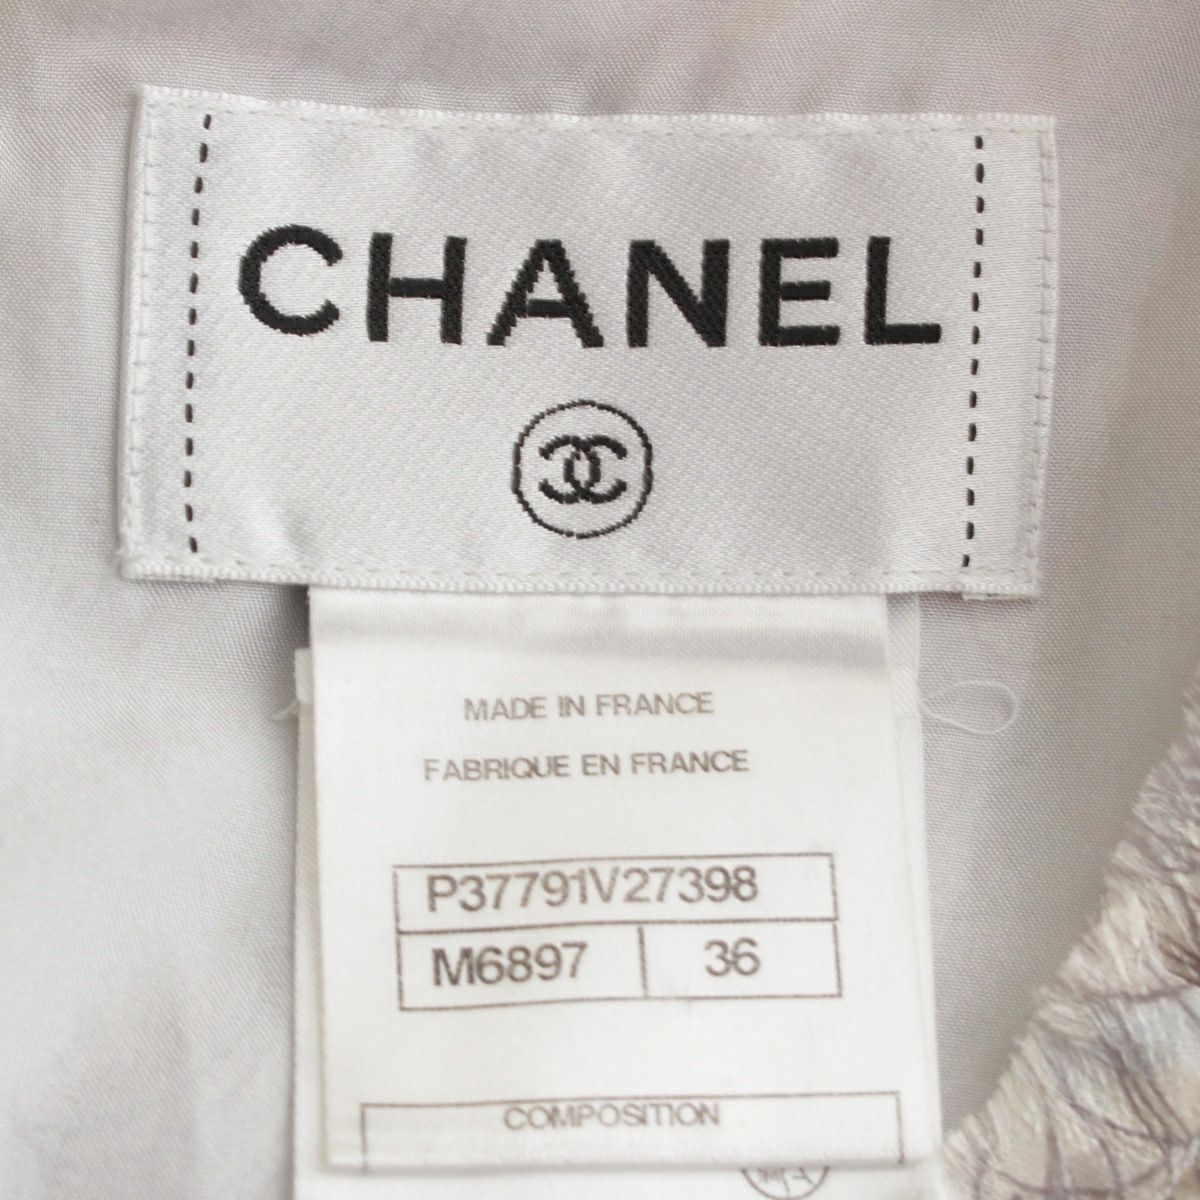 CHANEL
MADE IN FRANCE
FABRIQUE EN FRANCE
P37791V27398
M6897 36
COMPOSITION